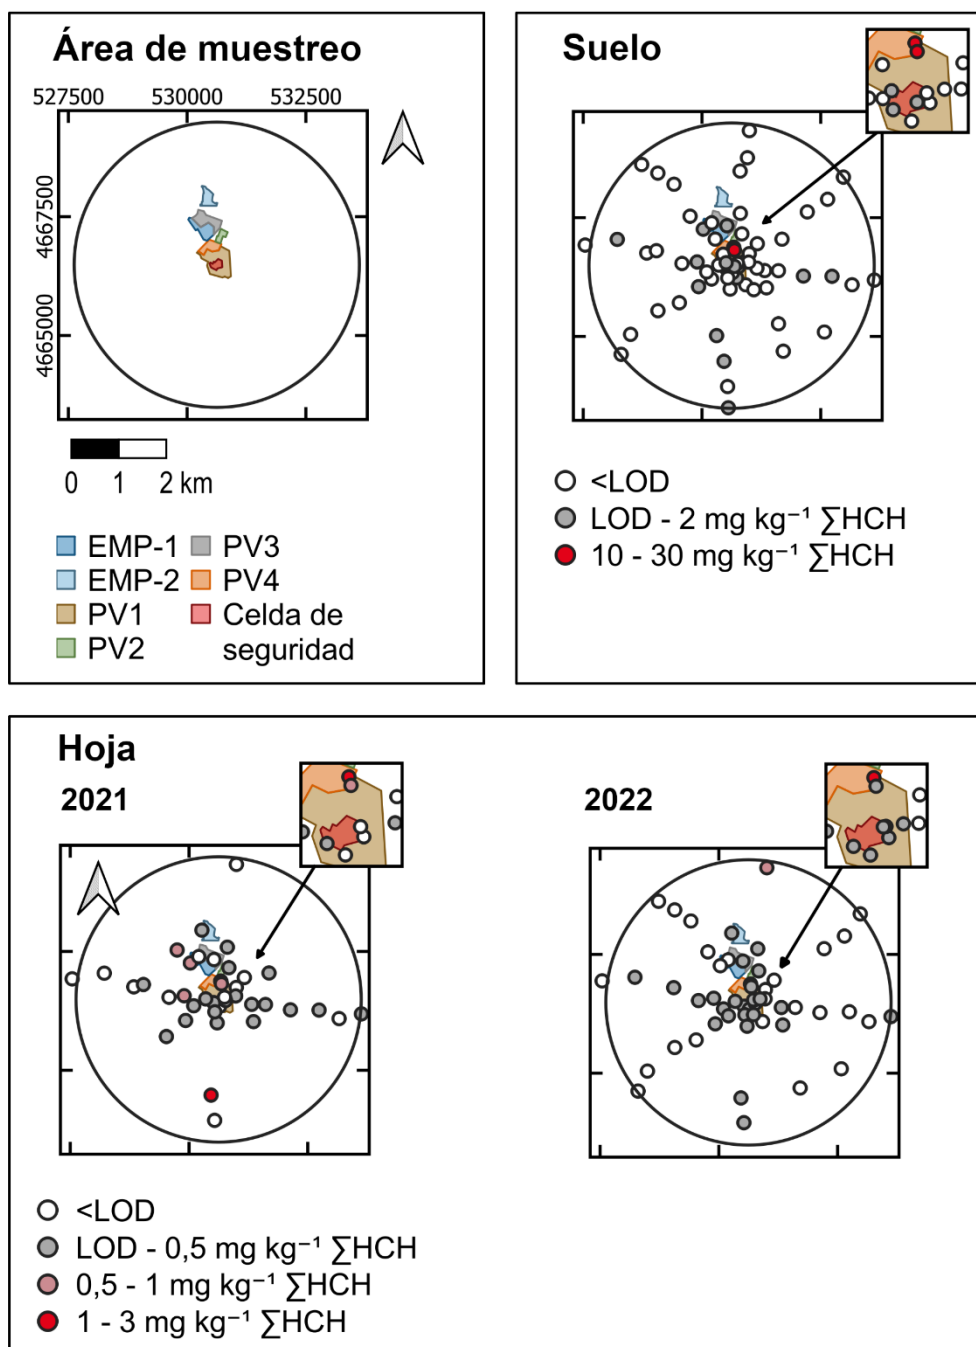 Área de muestreo
527500 530000 532500
4667500
4665000
0 1 2 km
EMP-1
EMP-2
PV1
PV2
PV3
PV4
Celda de
seguridad
Suelo
<LOD
LOD - 2 mg kg⁻¹ ∑HCH
10 - 30 mg kg⁻¹ ∑HCH
Hoja
2021
2022
<LOD
LOD - 0,5 mg kg⁻¹ ∑HCH
0,5 - 1 mg kg⁻¹ ∑HCH
1 - 3 mg kg⁻¹ ∑HCH